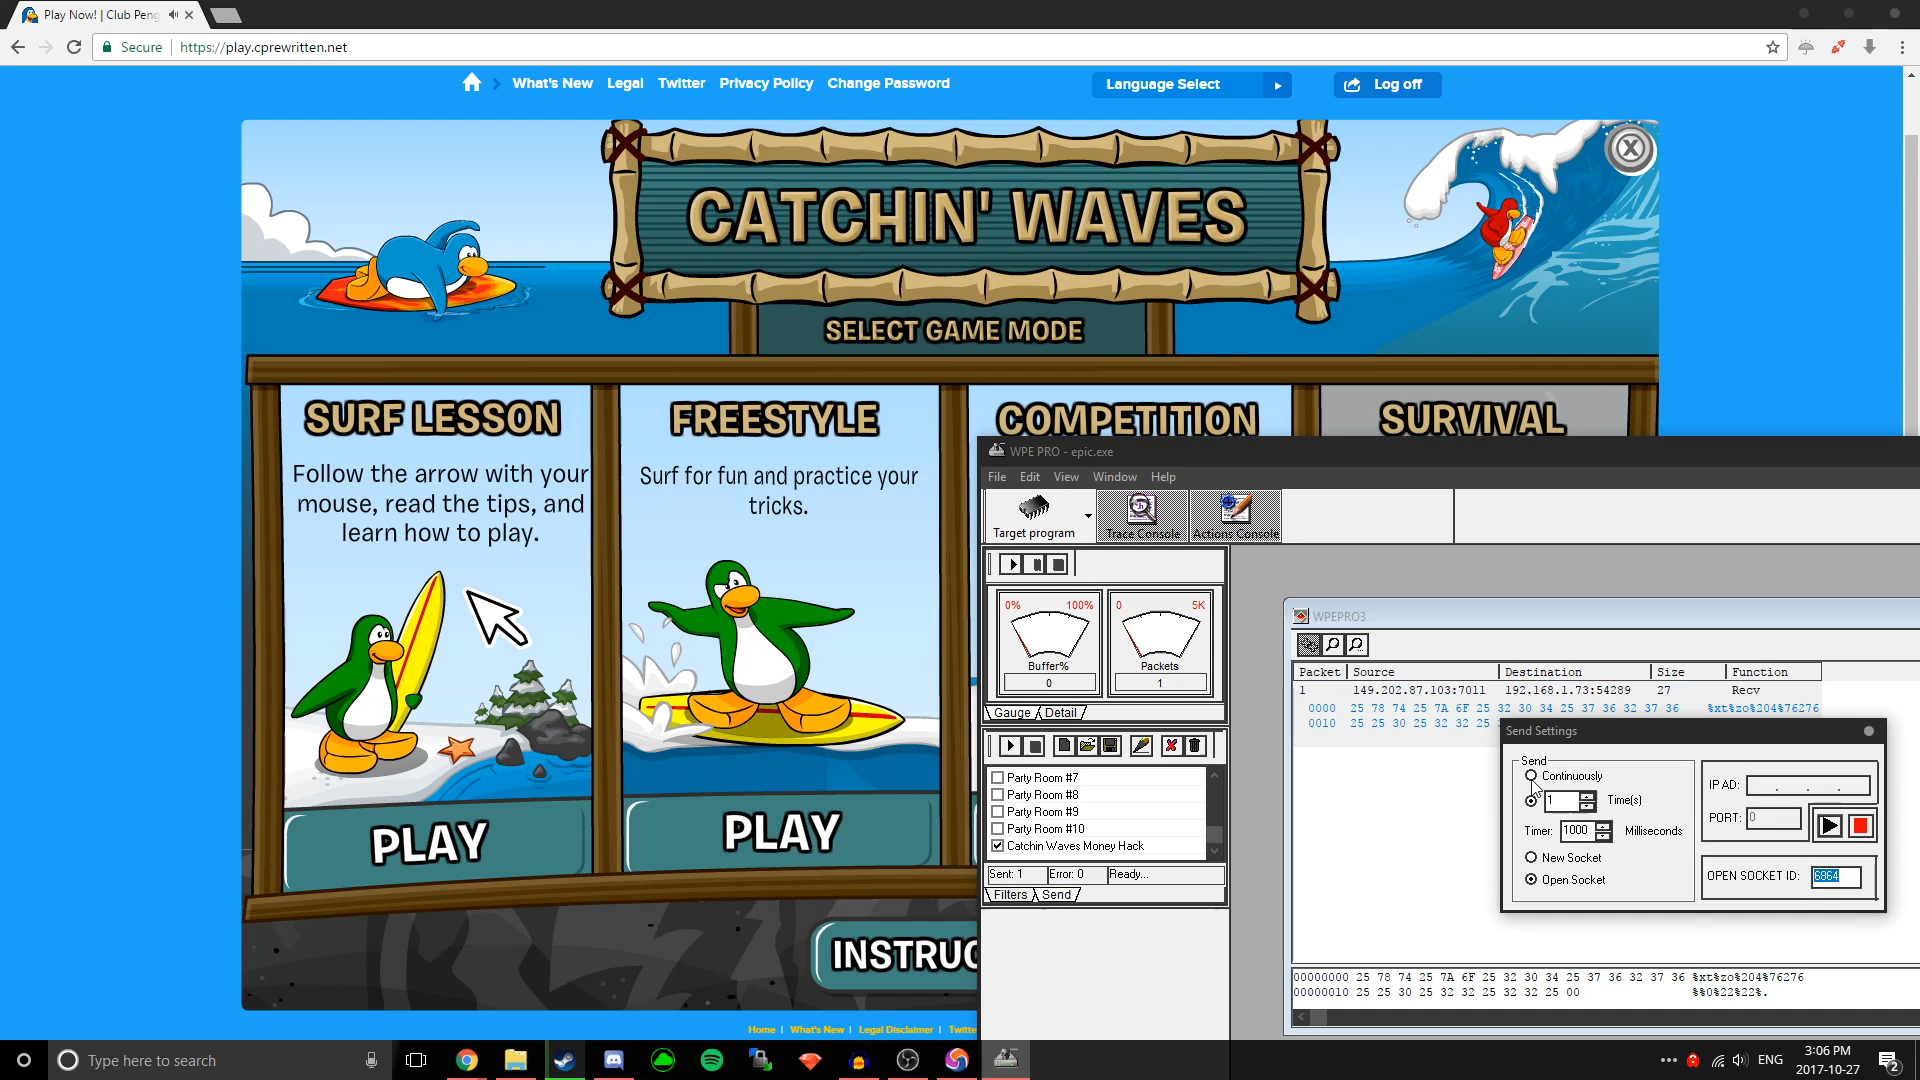 Play Now! | Club Peng
Secure
https://play.cprewritten.net
What's New
Legal
Twitter
Privacy Policy
Change Password
Language Select
Log off
X
CATCHIN' WAVES
SELECT GAME MODE
SURF LESSON
Follow the arrow with your
mouse, read the tips, and
learn how to play.
PLAY
FREESTYLE
Surf for fun and practice your
tricks.
PLAY
COMPETITION
SURVIVAL
INSTRUC
Home | What's New | Legal Disclaimer | Twitte
WPE PRO - epic.exe
File Edit View Window Help
Target program
Trace Console
Actions Console
0% 100%
Buffer%
0
0 5K
Packets
1
Gauge Detail
Party Room #7
Party Room #8
Party Room #9
Party Room #10
Catchin Waves Money Hack
Sent: 1 Error: 0 Ready...
Filters Send
WPEPRO3
Packet Source Destination Size Function
1 149.202.87.103:7011 192.168.1.73:54289 27 Recv
0000 25 78 74 25 7A 6F 25 32 30 34 25 37 36 32 37 36 %xt%zo%204%76276
0010 25 25 30 25 32 32 25
Send Settings
Send
Continuously
1 Time(s)
Timer: 1000 Milliseconds
New Socket
Open Socket
IP AD: . . .
PORT: 0
OPEN SOCKET ID: 6864
00000000 25 78 74 25 7A 6F 25 32 30 34 25 37 36 32 37 36 %xt%zo%204%76276
00000010 25 25 30 25 32 32 25 32 32 25 00 %%0%22%22%.
Type here to search
ENG
3:06 PM
2017-10-27
2